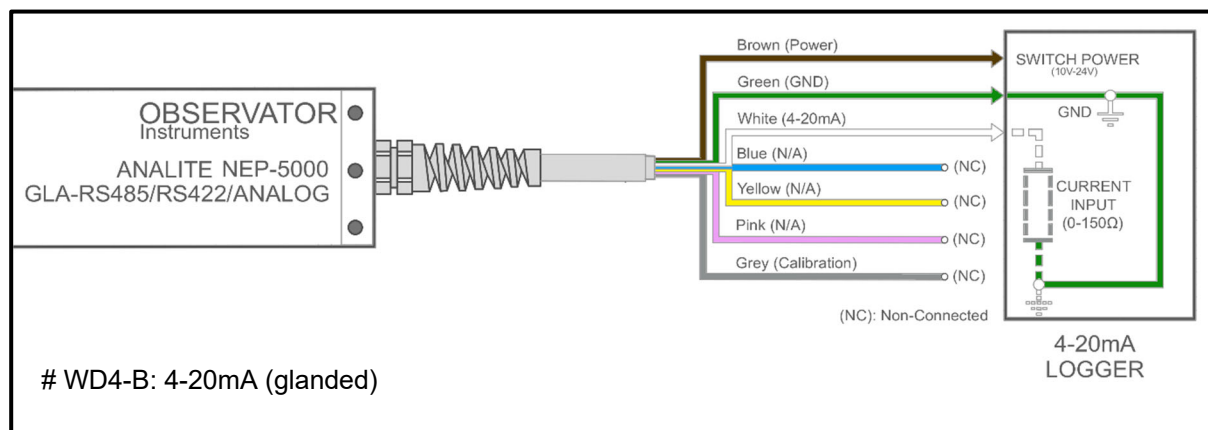 OBSERVATOR
Instruments
ANALITE NEP-5000
GLA-RS485/RS422/ANALOG
Brown (Power)
Green (GND)
White (4-20mA)
Blue (N/A)
(NC)
Yellow (N/A)
(NC)
Pink (N/A)
(NC)
Grey (Calibration)
(NC)
(NC): Non-Connected
SWITCH POWER
(10V-24V)
GND
CURRENT
INPUT
(0-150Ω)
4-20mA
LOGGER
# WD4-B: 4-20mA (glanded)